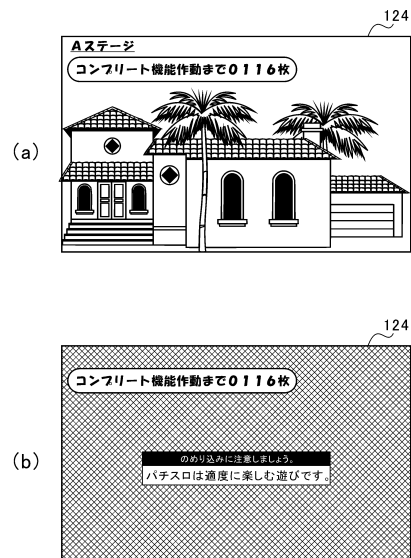 124
Aステージ
コンプリート機能作動まで0116枚
(a)
124
コンプリート機能作動まで0116枚
(b)
のめり込みに注意しましょう。
パチスロは適度に楽しむ遊びです。